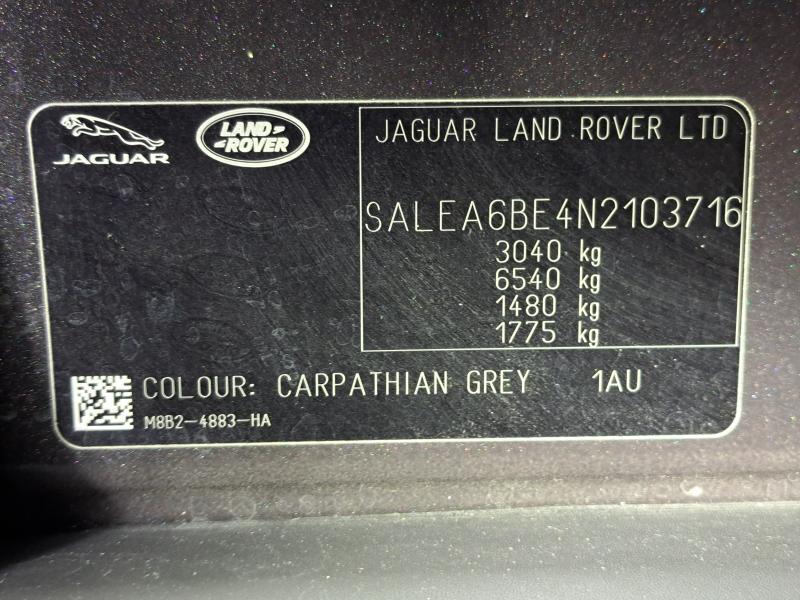 JAGUAR
LAND ROVER
JAGUAR LAND ROVER LTD
SALEA6BE4N2103716
3040 kg
6540 kg
1480 kg
1775 kg
COLOUR: CARPATHIAN GREY 1AU
M8B2-4883-HA